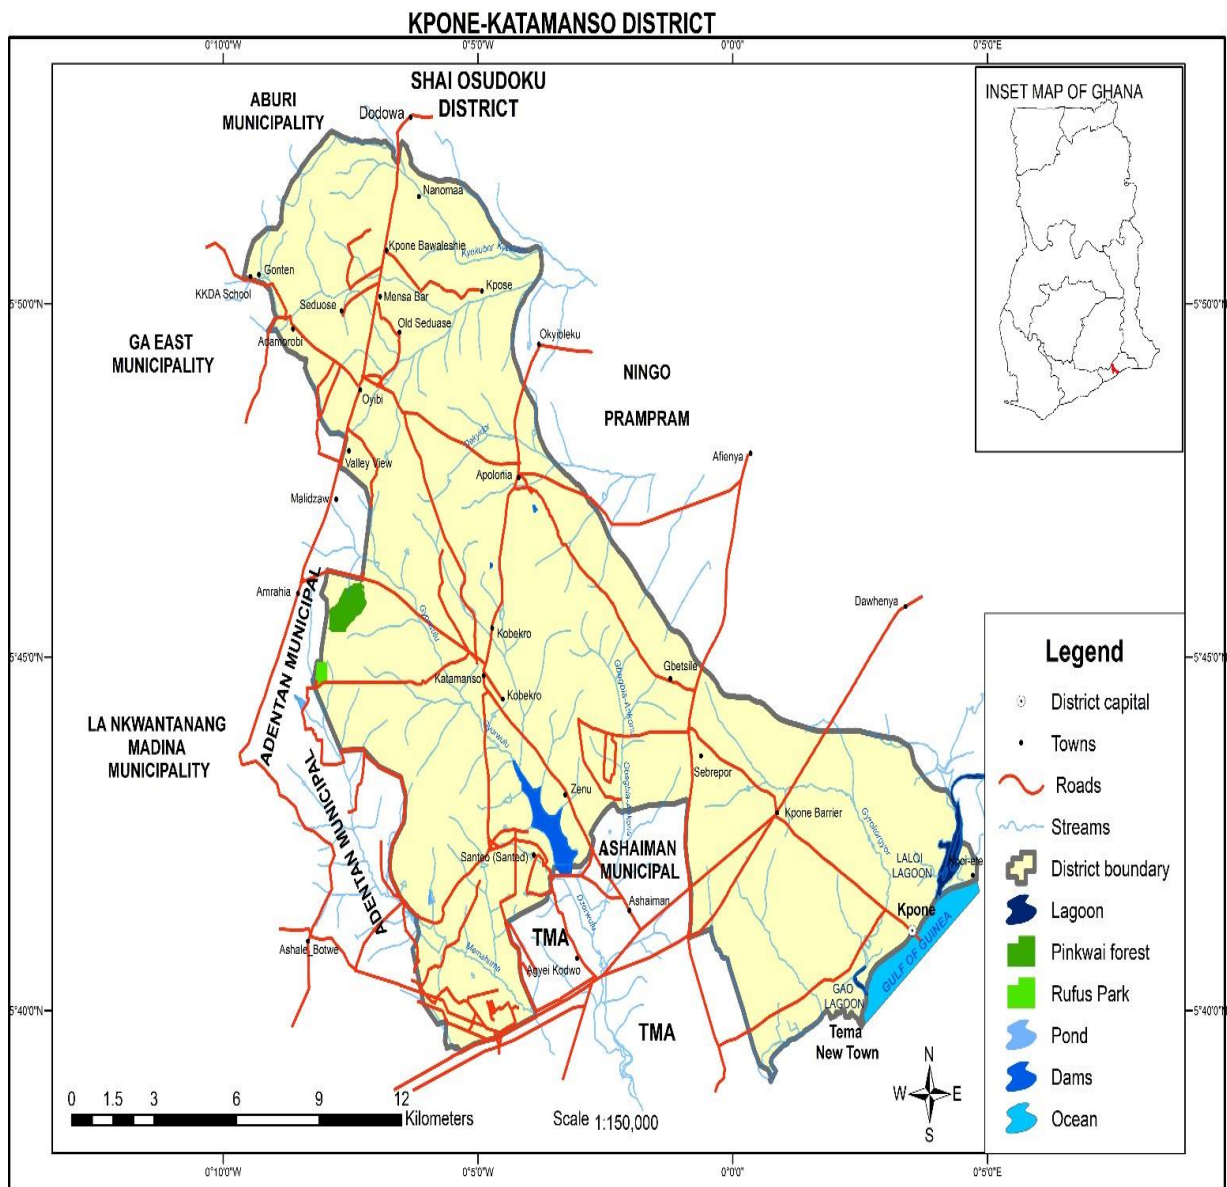 KPONE-KATAMANSO DISTRICT
0°10'0"W
0°5'0"W
0°0'0"
0°5'0"E
SHAI OSUDOKU
DISTRICT
ABURI
MUNICIPALITY
Dodowa
INSET MAP OF GHANA
Nanomaa
Kpone Bawaleshie
Gonten
KKDA School
Kpose
Mensa Bar
Seduose
Old Seduase
5°50'0"N
5°50'0"N
GA EAST
MUNICIPALITY
Okyibleku
NINGO
PRAMPRAM
Oyibi
Valley View
Apolonia
Afienya
Malidzaw
Amrahia
ADENTAN MUNICIPAL
Dawhenya
Kobekro
Gbetsile
5°45'0"N
5°45'0"N
Katamanso
Kobekro
LA NKWANTANANG
MADINA
MUNICIPALITY
ADENTAN MUNICIPAL
Sebrepor
Zenu
Kpone Barrier
Santeo (Santed)
ASHAIMAN
MUNICIPAL
LALOI
LAGOON
Ashaiman
Kpone
TMA
Ashale_Botwe
Agyei Kodwo
Mamahuma
GULF OF GUINEA
GAO
LAGOON
5°40'0"N
5°40'0"N
TMA
Tema
New Town
Legend
District capital
Towns
Roads
Streams
District boundary
Lagoon
Pinkwai forest
Rufus Park
Pond
Dams
Ocean
N
W
E
S
0
1.5
3
6
9
12
Kilometers
Scale 1:150,000
0°10'0"W
0°5'0"W
0°0'0"
0°5'0"E